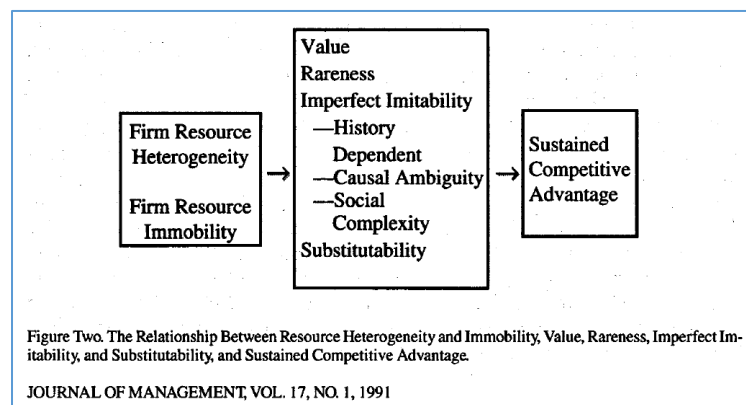 Firm Resource
Heterogeneity
Firm Resource
Immobility
→
Value
Rareness
Imperfect Imitability
—History
Dependent
—Causal Ambiguity
—Social
Complexity
Substitutability
→
Sustained
Competitive
Advantage
Figure Two. The Relationship Between Resource Heterogeneity and Immobility, Value, Rareness, Imperfect Im-
itability, and Substitutability, and Sustained Competitive Advantage.
JOURNAL OF MANAGEMENT, VOL. 17, NO. 1, 1991